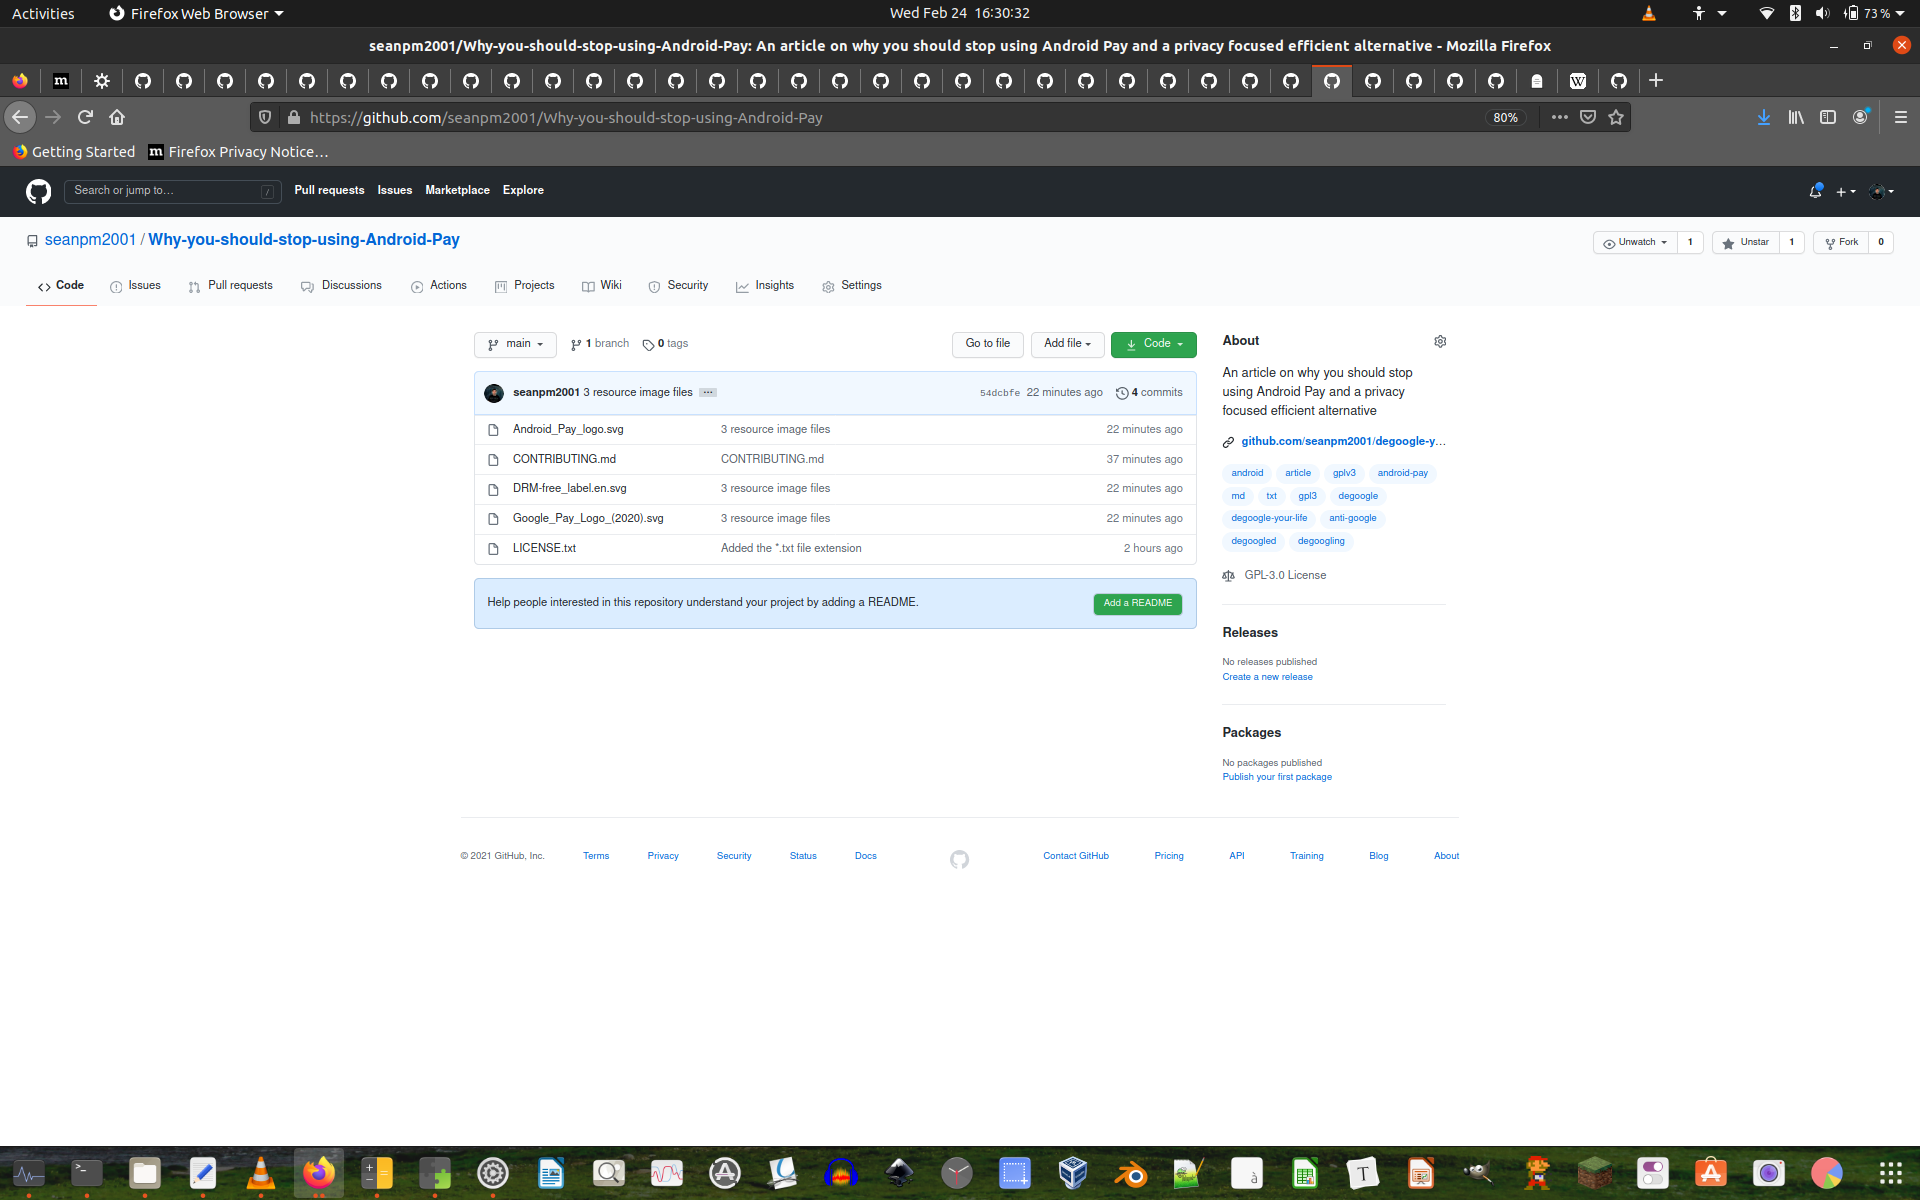 Activities
Firefox Web Browser
Wed Feb 24 16:30:32
73 %
seanpm2001/Why-you-should-stop-using-Android-Pay: An article on why you should stop using Android Pay and a privacy focused efficient alternative - Mozilla Firefox
https://github.com/seanpm2001/Why-you-should-stop-using-Android-Pay
80%
Getting Started
Firefox Privacy Notice…
Search or jump to…
/
Pull requests
Issues
Marketplace
Explore
seanpm2001 / Why-you-should-stop-using-Android-Pay
Unwatch
1
Unstar
1
Fork
0
Code
Issues
Pull requests
Discussions
Actions
Projects
Wiki
Security
Insights
Settings
main
1 branch
0 tags
Go to file
Add file
Code
seanpm2001 3 resource image files
54dcbfe 22 minutes ago
4 commits
Android_Pay_logo.svg
3 resource image files
22 minutes ago
CONTRIBUTING.md
CONTRIBUTING.md
37 minutes ago
DRM-free_label.en.svg
3 resource image files
22 minutes ago
Google_Pay_Logo_(2020).svg
3 resource image files
22 minutes ago
LICENSE.txt
Added the *.txt file extension
2 hours ago
Help people interested in this repository understand your project by adding a README.
Add a README
About
An article on why you should stop
using Android Pay and a privacy
focused efficient alternative
github.com/seanpm2001/degoogle-y…
android article gplv3 android-pay
md txt gpl3 degoogle
degoogle-your-life anti-google
degoogled degoogling
GPL-3.0 License
Releases
No releases published
Create a new release
Packages
No packages published
Publish your first package
© 2021 GitHub, Inc.
Terms
Privacy
Security
Status
Docs
Contact GitHub
Pricing
API
Training
Blog
About